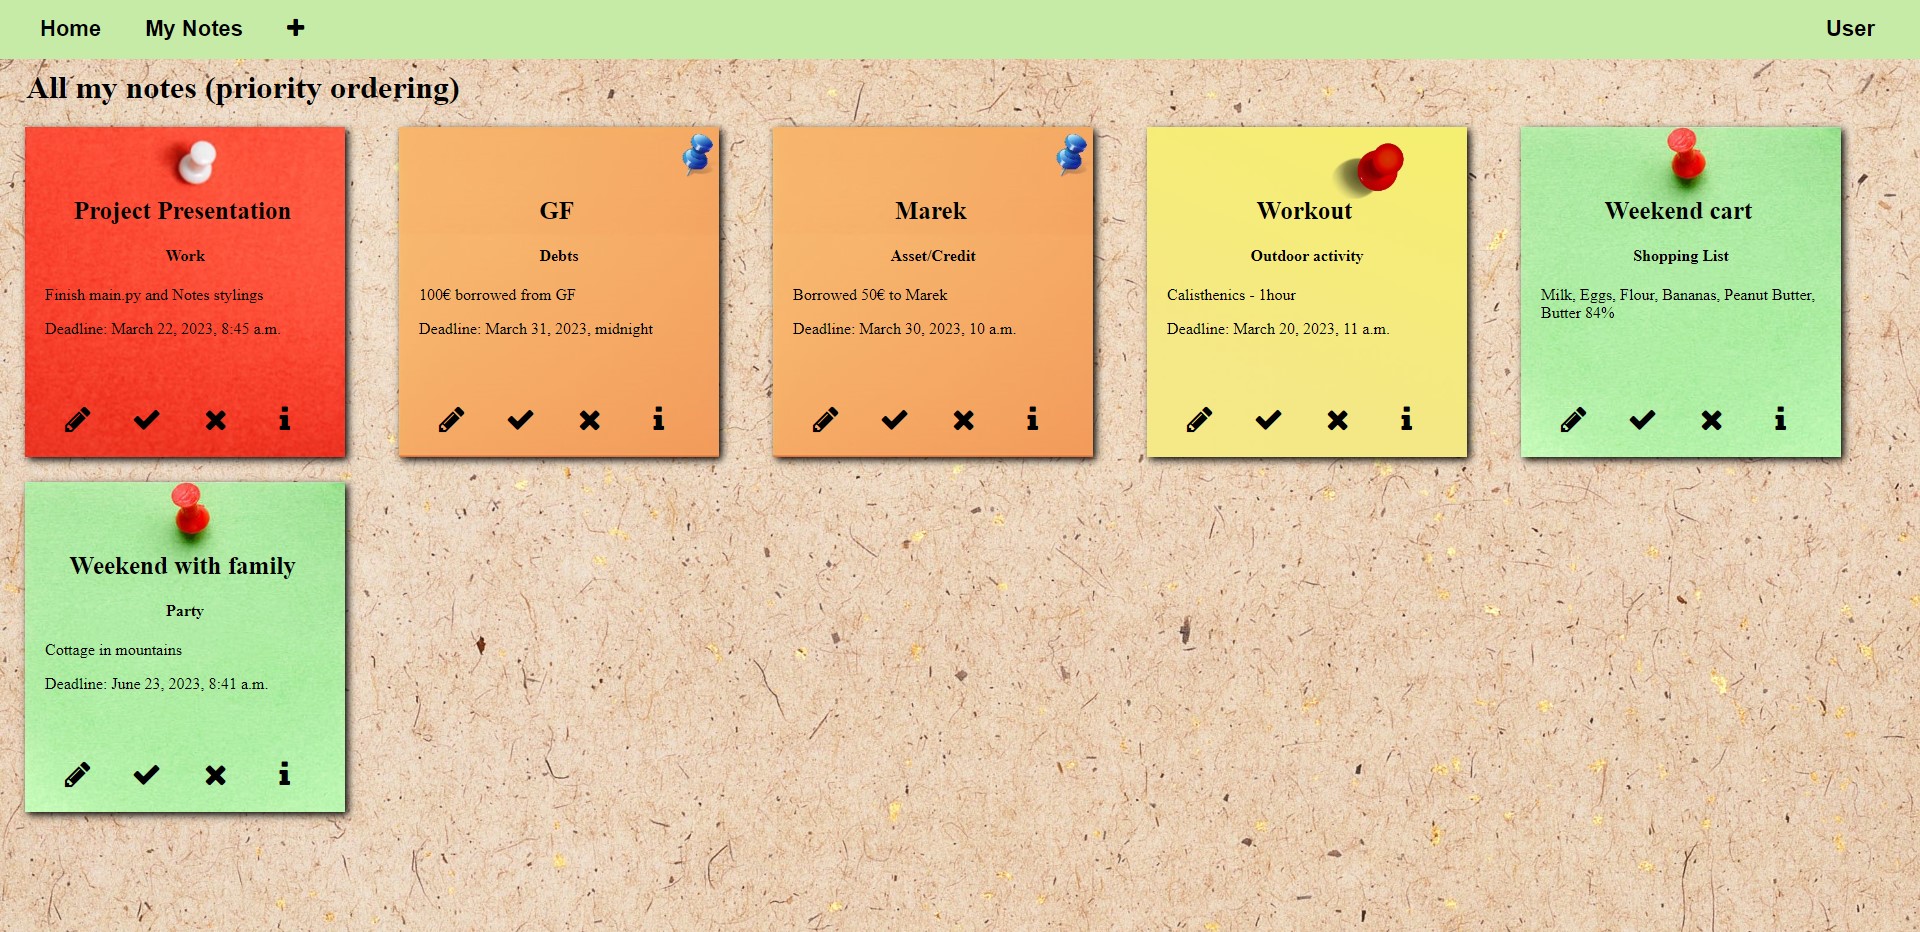 Home My Notes User
All my notes (priority ordering)
Project Presentation
Work
Finish main.py and Notes stylings
Deadline: March 22, 2023, 8:45 a.m.
GF
Debts
100€ borrowed from GF
Deadline: March 31, 2023, midnight
Marek
Asset/Credit
Borrowed 50€ to Marek
Deadline: March 30, 2023, 10 a.m.
Workout
Outdoor activity
Calisthenics - 1hour
Deadline: March 20, 2023, 11 a.m.
Weekend cart
Shopping List
Milk, Eggs, Flour, Bananas, Peanut Butter,
Butter 84%
Weekend with family
Party
Cottage in mountains
Deadline: June 23, 2023, 8:41 a.m.